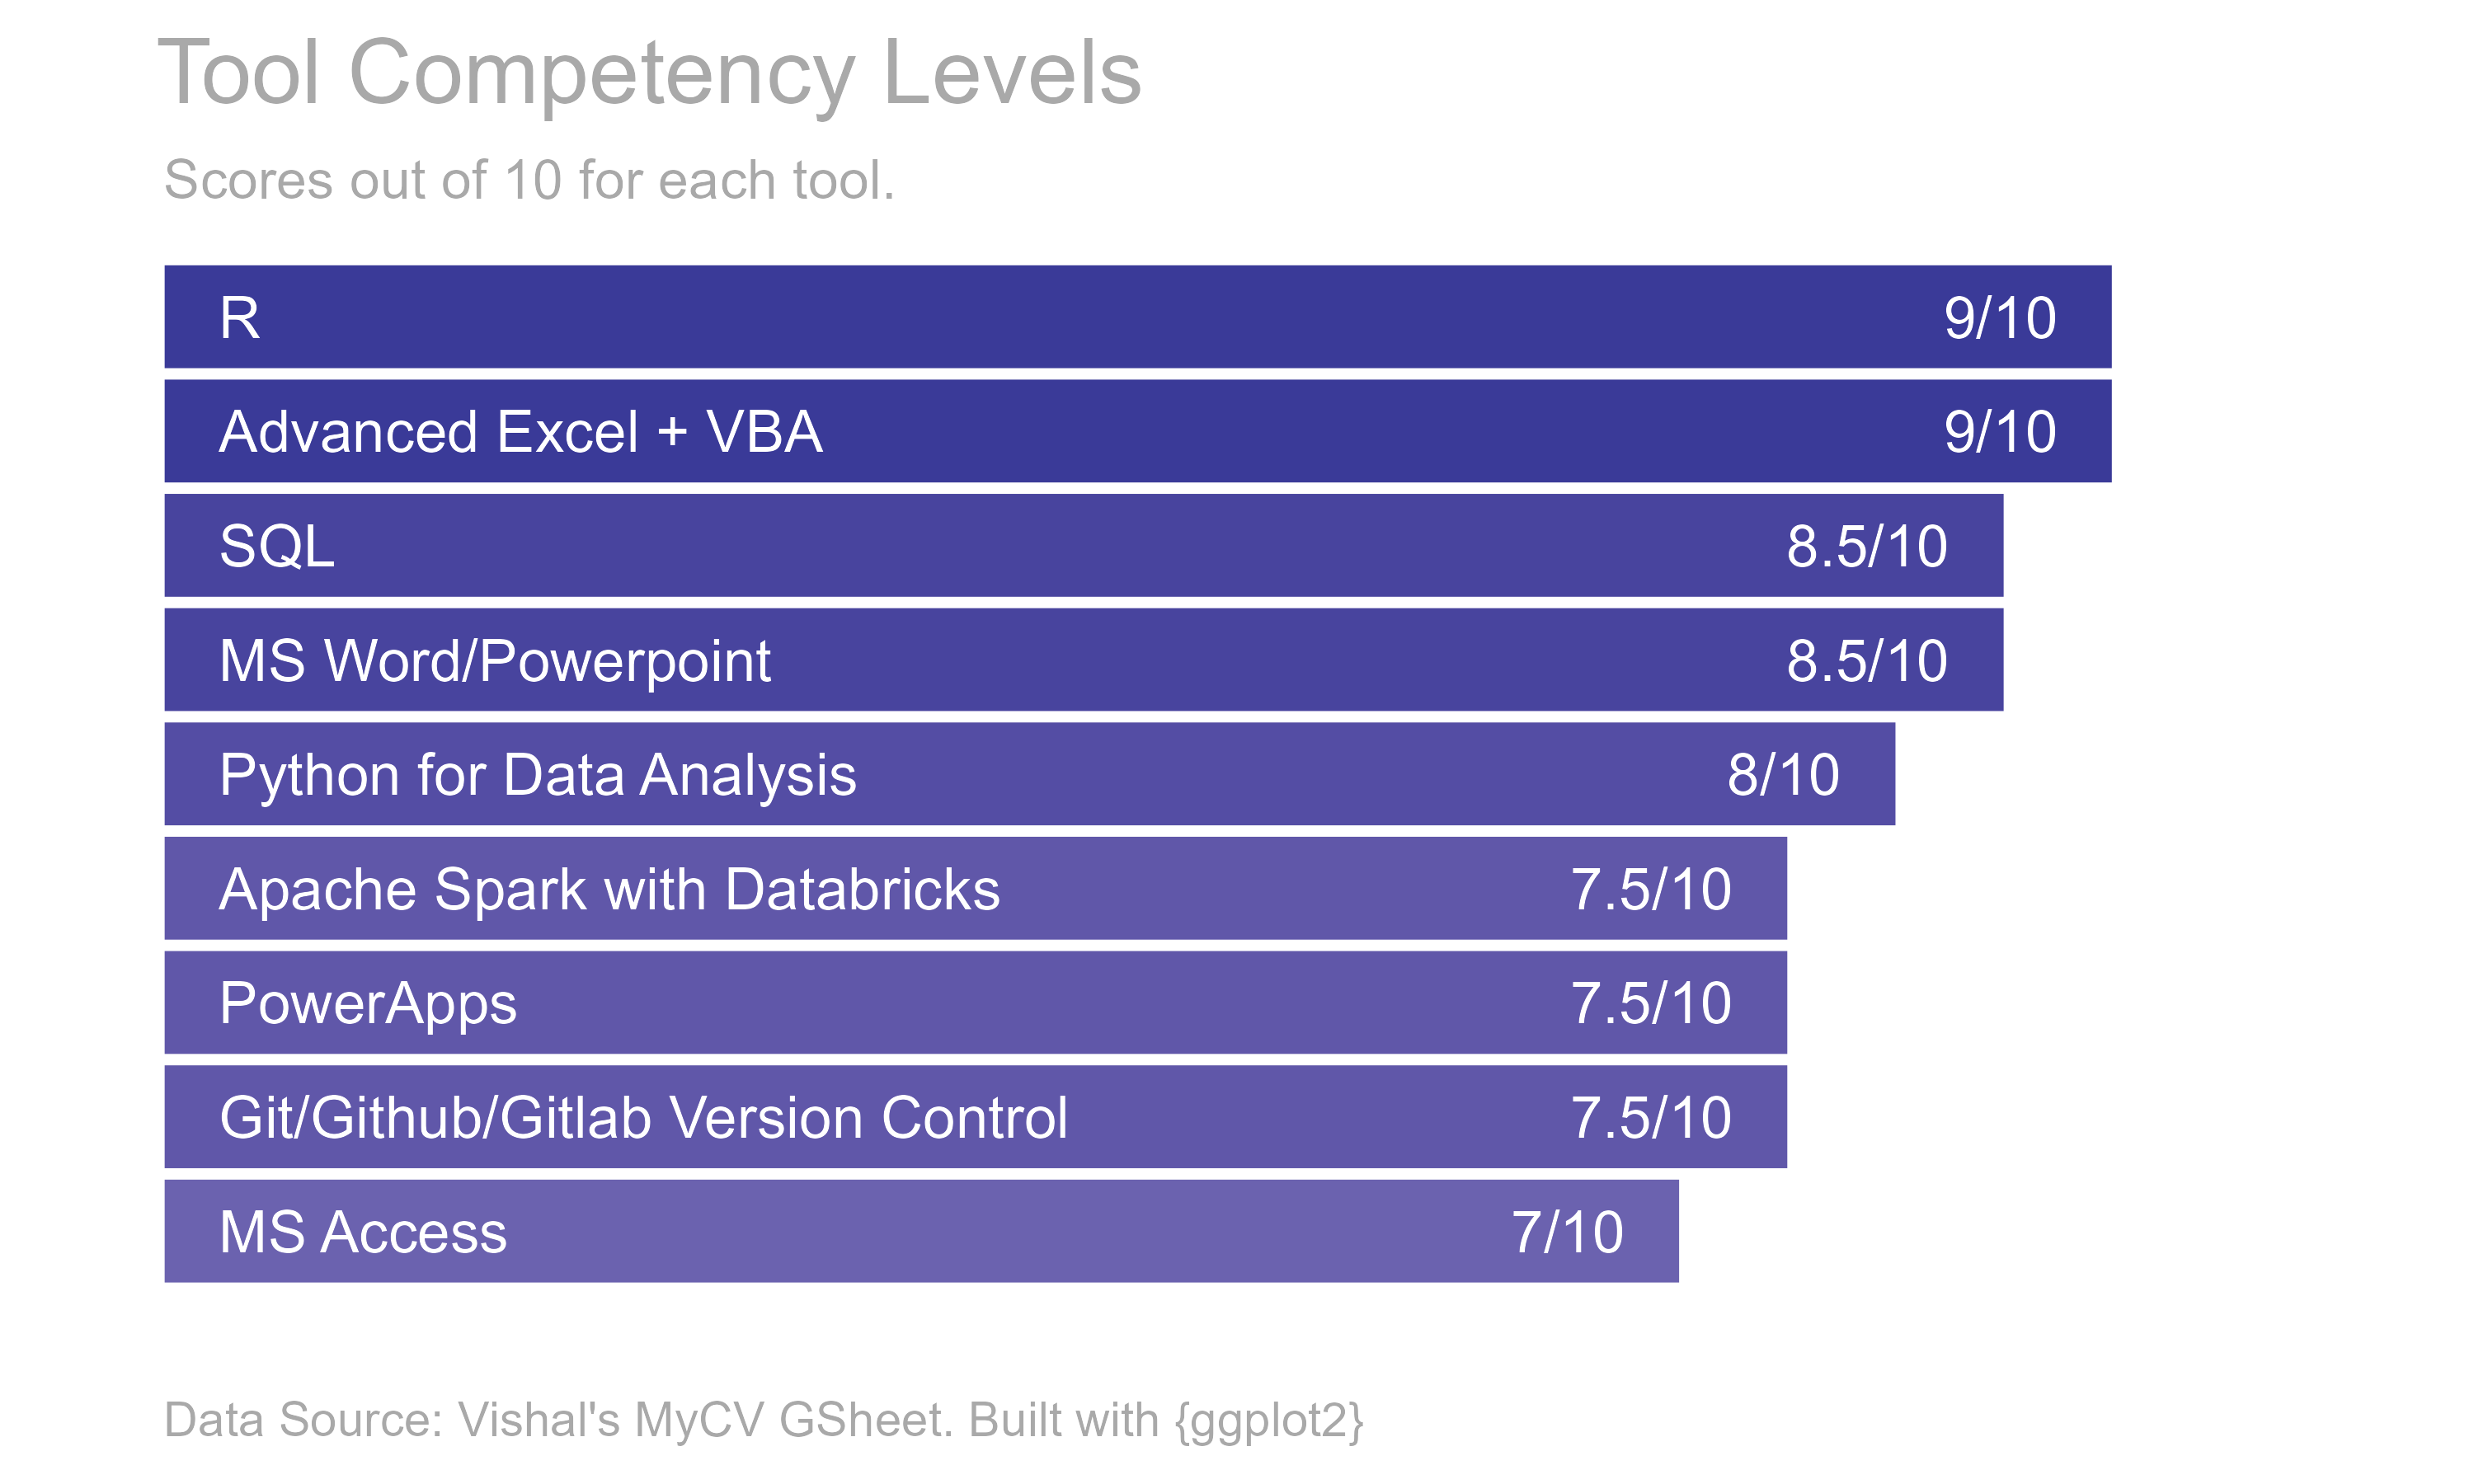 Tool Competency Levels
Scores out of 10 for each tool.
R 9/10
Advanced Excel + VBA 9/10
SQL 8.5/10
MS Word/Powerpoint 8.5/10
Python for Data Analysis 8/10
Apache Spark with Databricks 7.5/10
PowerApps 7.5/10
Git/Github/Gitlab Version Control 7.5/10
MS Access 7/10
Data Source: Vishal's MyCV GSheet. Built with {ggplot2}